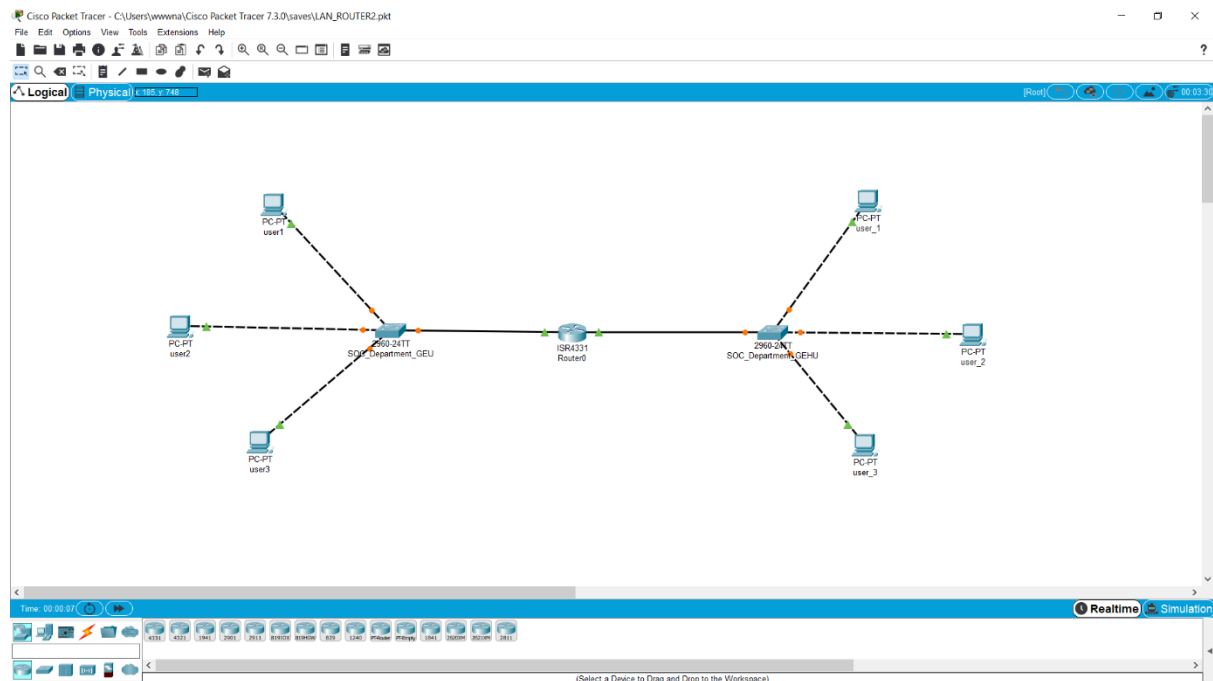 Cisco Packet Tracer - C:\Users\wwwna\Cisco Packet Tracer 7.3.0\saves\LAN_ROUTER2.pkt
File Edit Options View Tools Extensions Help
?
Logical Physical x: 185, y: 748 [Root] 00:03:30
PC-PT
user1
PC-PT
user_1
PC-PT
user2
2960-24TT
SOC_Department_GEU
ISR4331
Router0
2960-24TT
SOC_Department_GEHU
PC-PT
user_2
PC-PT
user3
PC-PT
user_3
Time: 00:00:07 Realtime Simulation
4331 4321 1941 2901 2911 819IOX 819HGW 829 1240 PT-Router PT-Empty 1841 2620XM 2621XM 2811
(Select a Device to Drag and Drop to the Workspace)